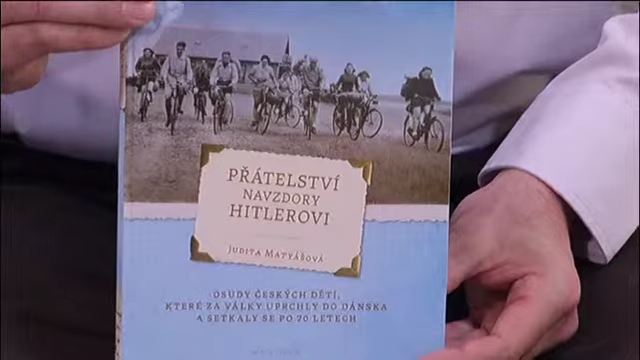 PŘÁTELSTVÍ
NAVZDORY
HITLEROVI
JUDITA MATYÁŠOVÁ
OSUDY ČESKÝCH DĚTÍ,
KTERÉ ZA VÁLKY UPRCHLY DO DÁNSKA
A SETKALY SE PO 70 LETECH